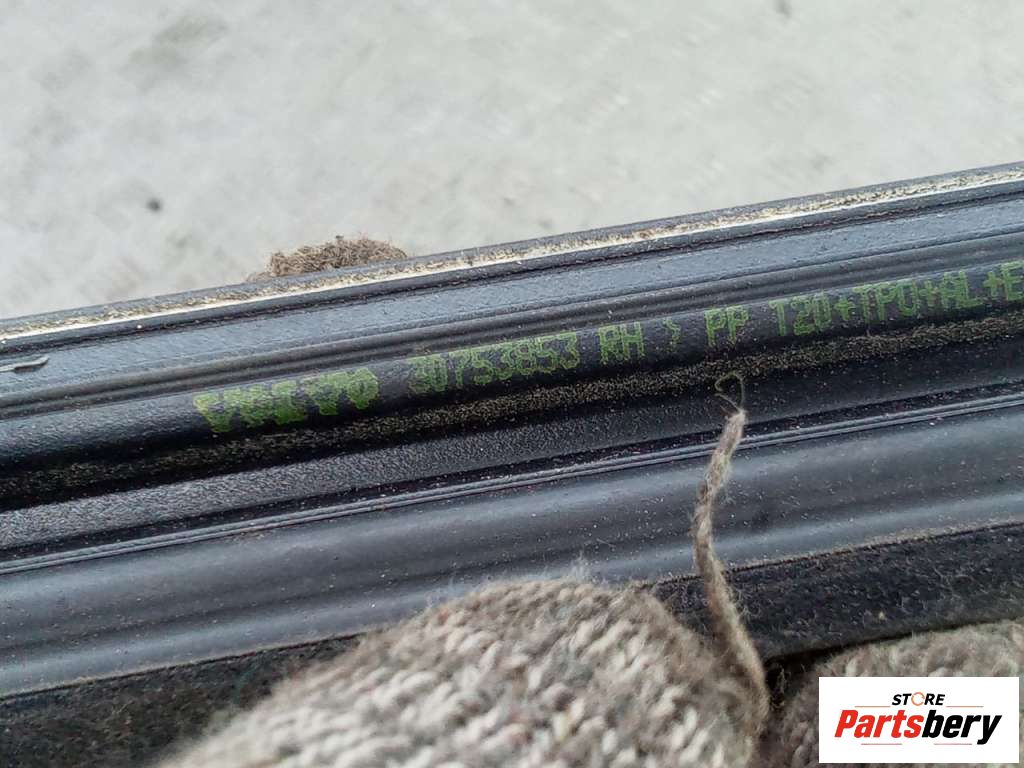 VOLVO 30753853 RH > PP T20+TPO+AL+E
STORE
Partsbery